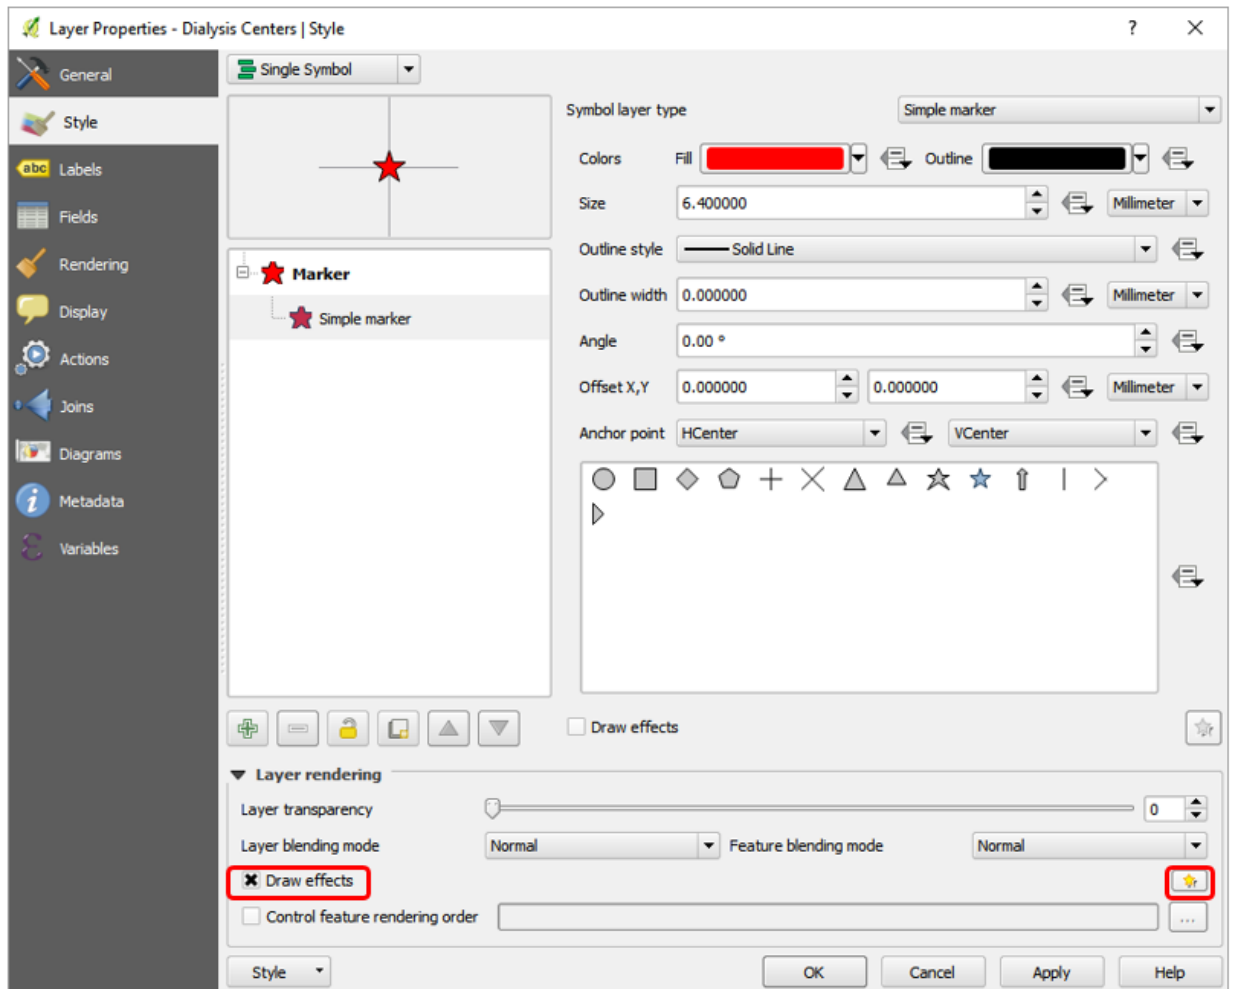 Layer Properties - Dialysis Centers | Style
?
General
Style
abc Labels
Fields
Rendering
Display
Actions
Joins
Diagrams
i Metadata
ε Variables
Single Symbol
Marker
Simple marker
Symbol layer type Simple marker
Colors Fill Outline
Size 6.400000 Millimeter
Outline style Solid Line
Outline width 0.000000 Millimeter
Angle 0.00 °
Offset X,Y 0.000000 0.000000 Millimeter
Anchor point HCenter VCenter
Draw effects
Layer rendering
Layer transparency 0
Layer blending mode Normal Feature blending mode Normal
Draw effects
Control feature rendering order ...
Style OK Cancel Apply Help